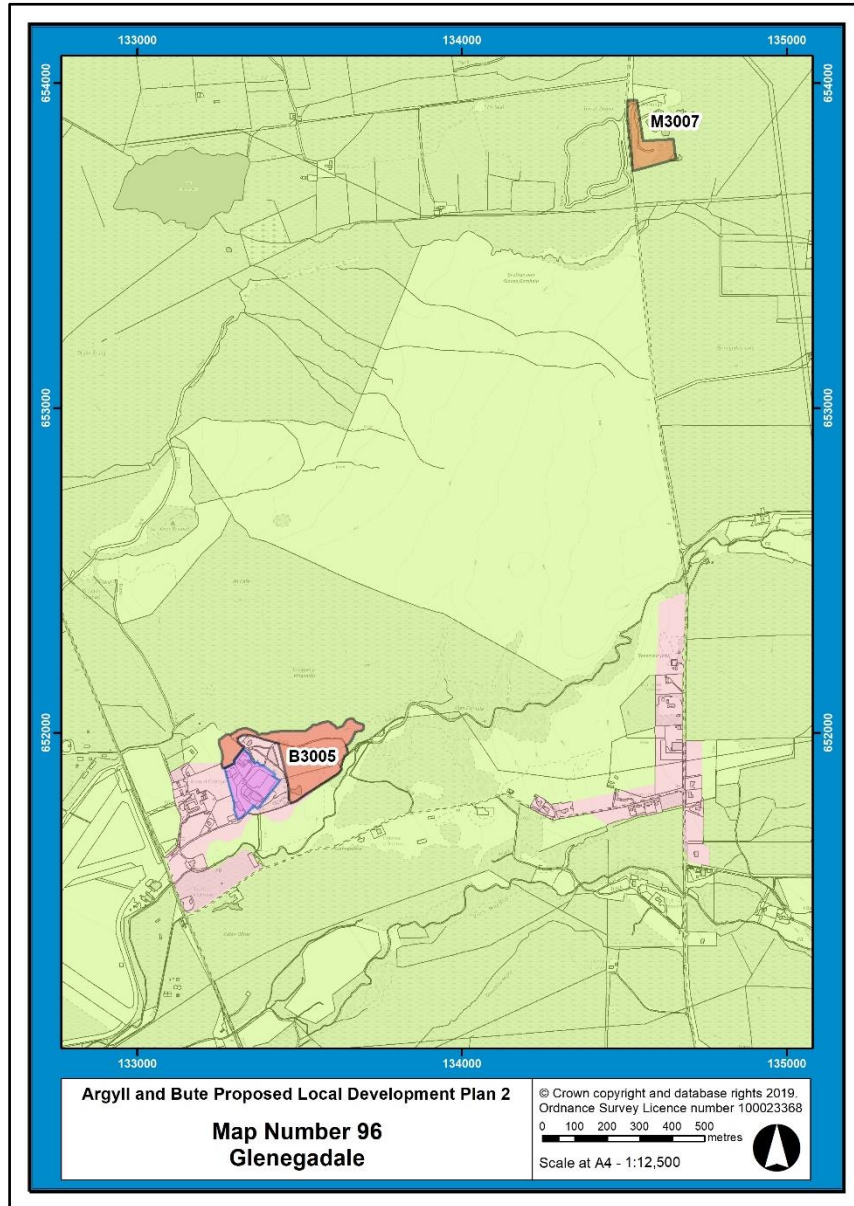 133000
134000
135000
654000
654000
M3007
653000
653000
652000
652000
B3005
133000
134000
135000
Argyll and Bute Proposed Local Development Plan 2
Map Number 96
Glenegadale
© Crown copyright and database rights 2019.
Ordnance Survey Licence number 100023368
0 100 200 300 400 500
metres
Scale at A4 - 1:12,500